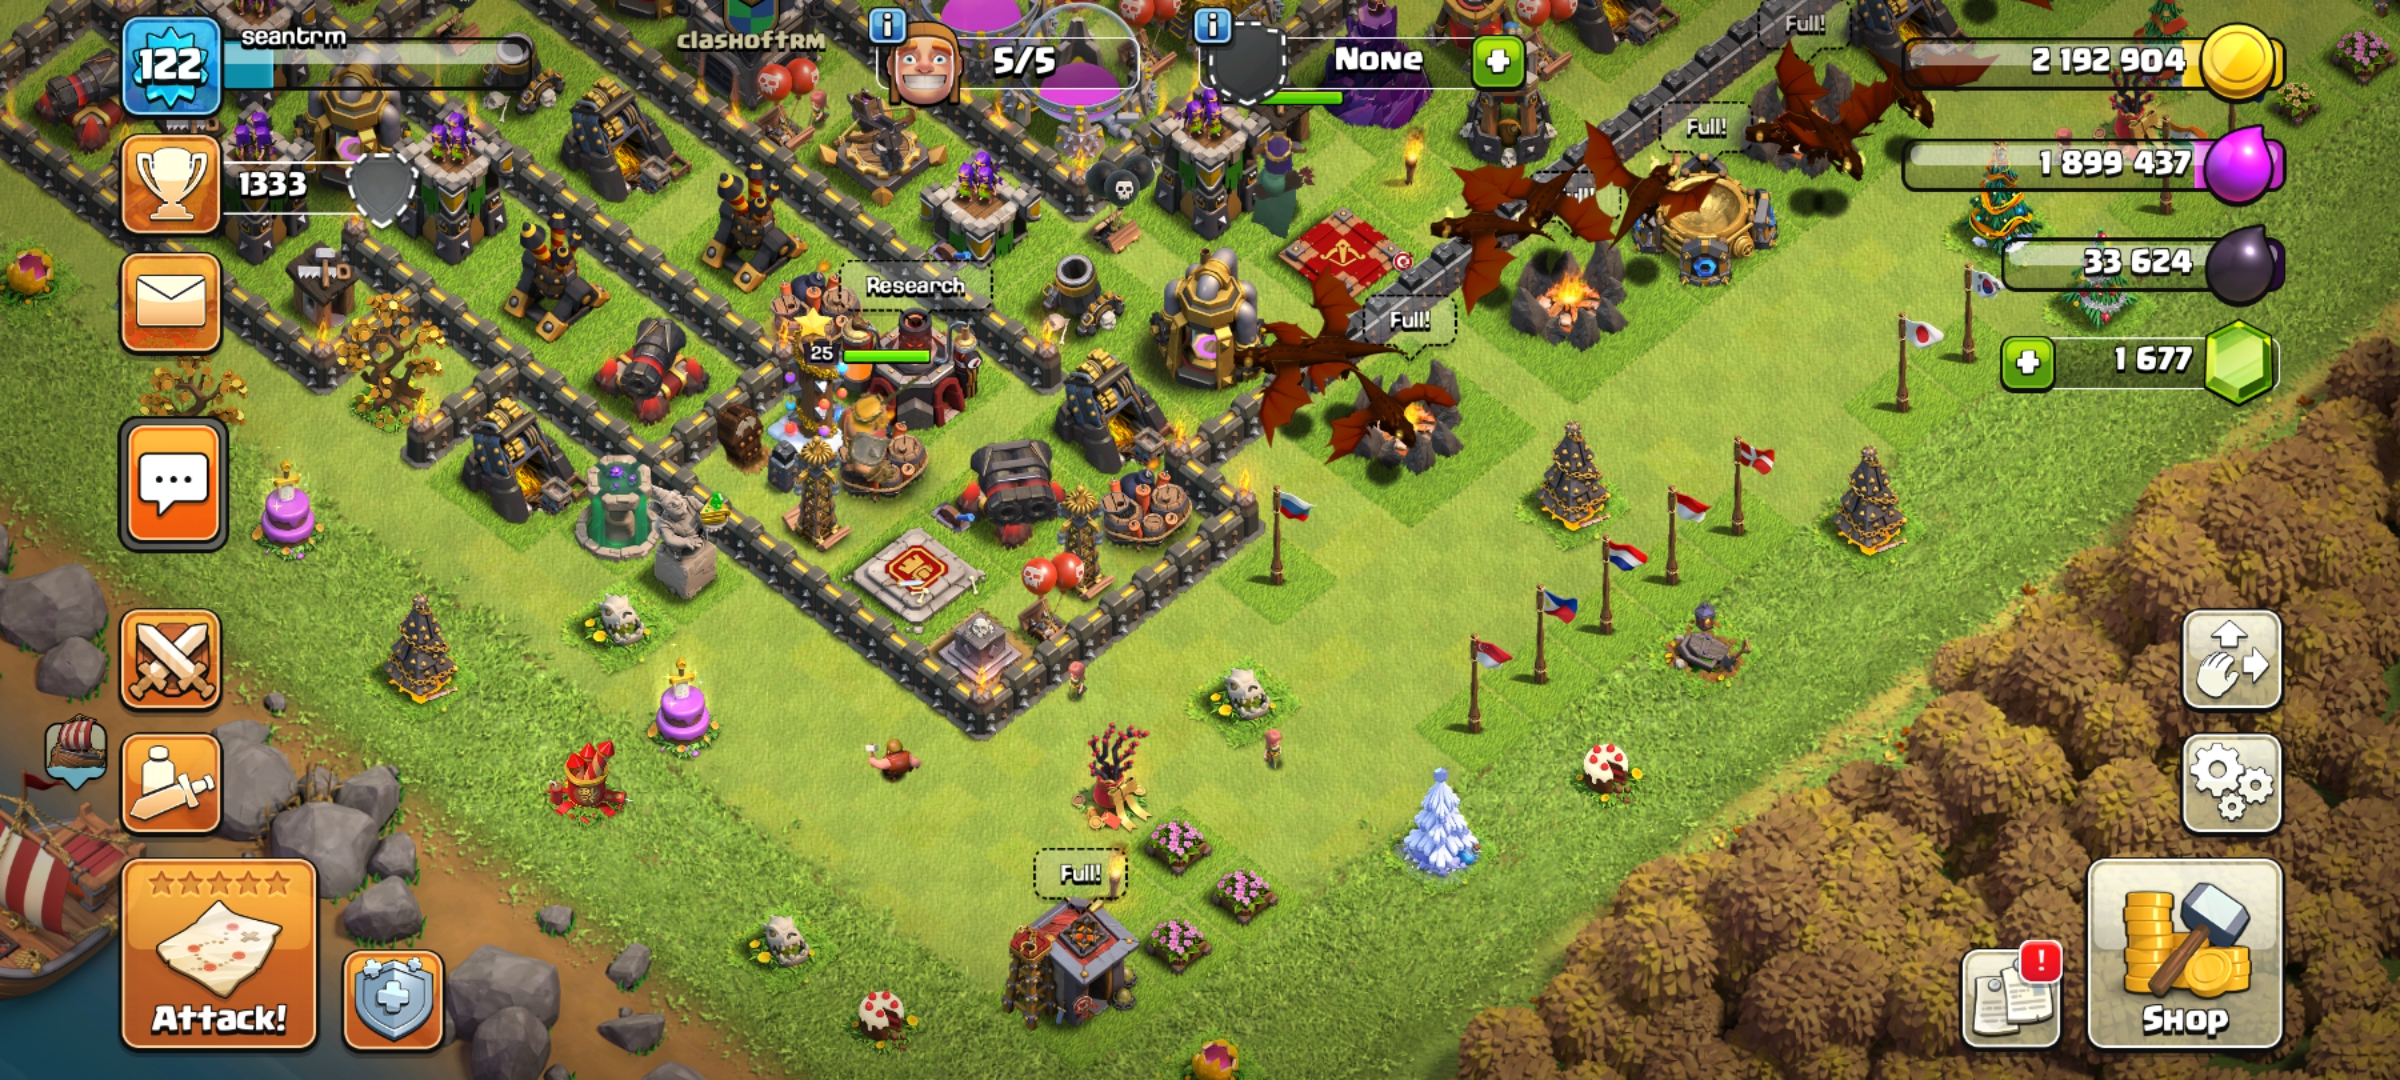 122
seantrm
clashoftRM
i
5/5
i
None
2 192 904
1333
1 899 437
33 624
1 677
Full!
Full!
Full!
Research
25
Full!
Attack!
!
Shop